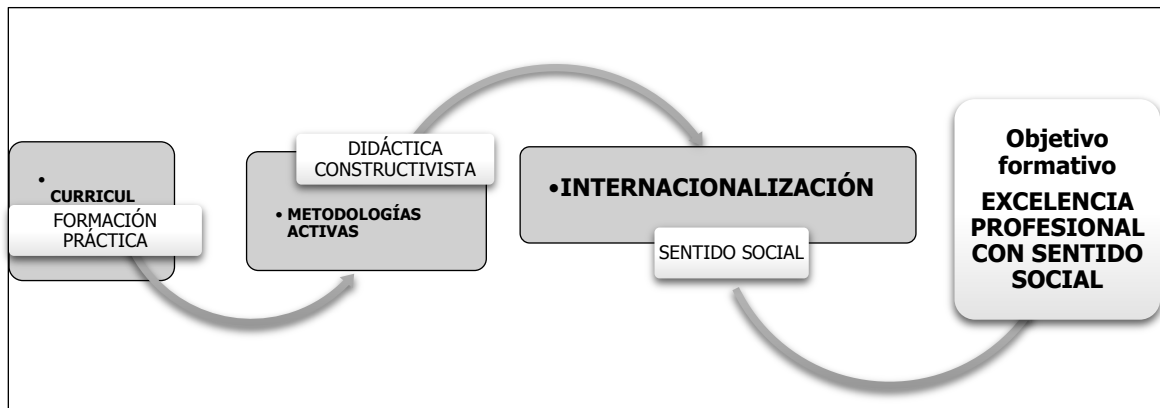 • CURRICUL
FORMACIÓN
PRÁCTICA
DIDÁCTICA
CONSTRUCTIVISTA
• METODOLOGÍAS
ACTIVAS
•INTERNACIONALIZACIÓN
SENTIDO SOCIAL
Objetivo
formativo
EXCELENCIA
PROFESIONAL
CON SENTIDO
SOCIAL